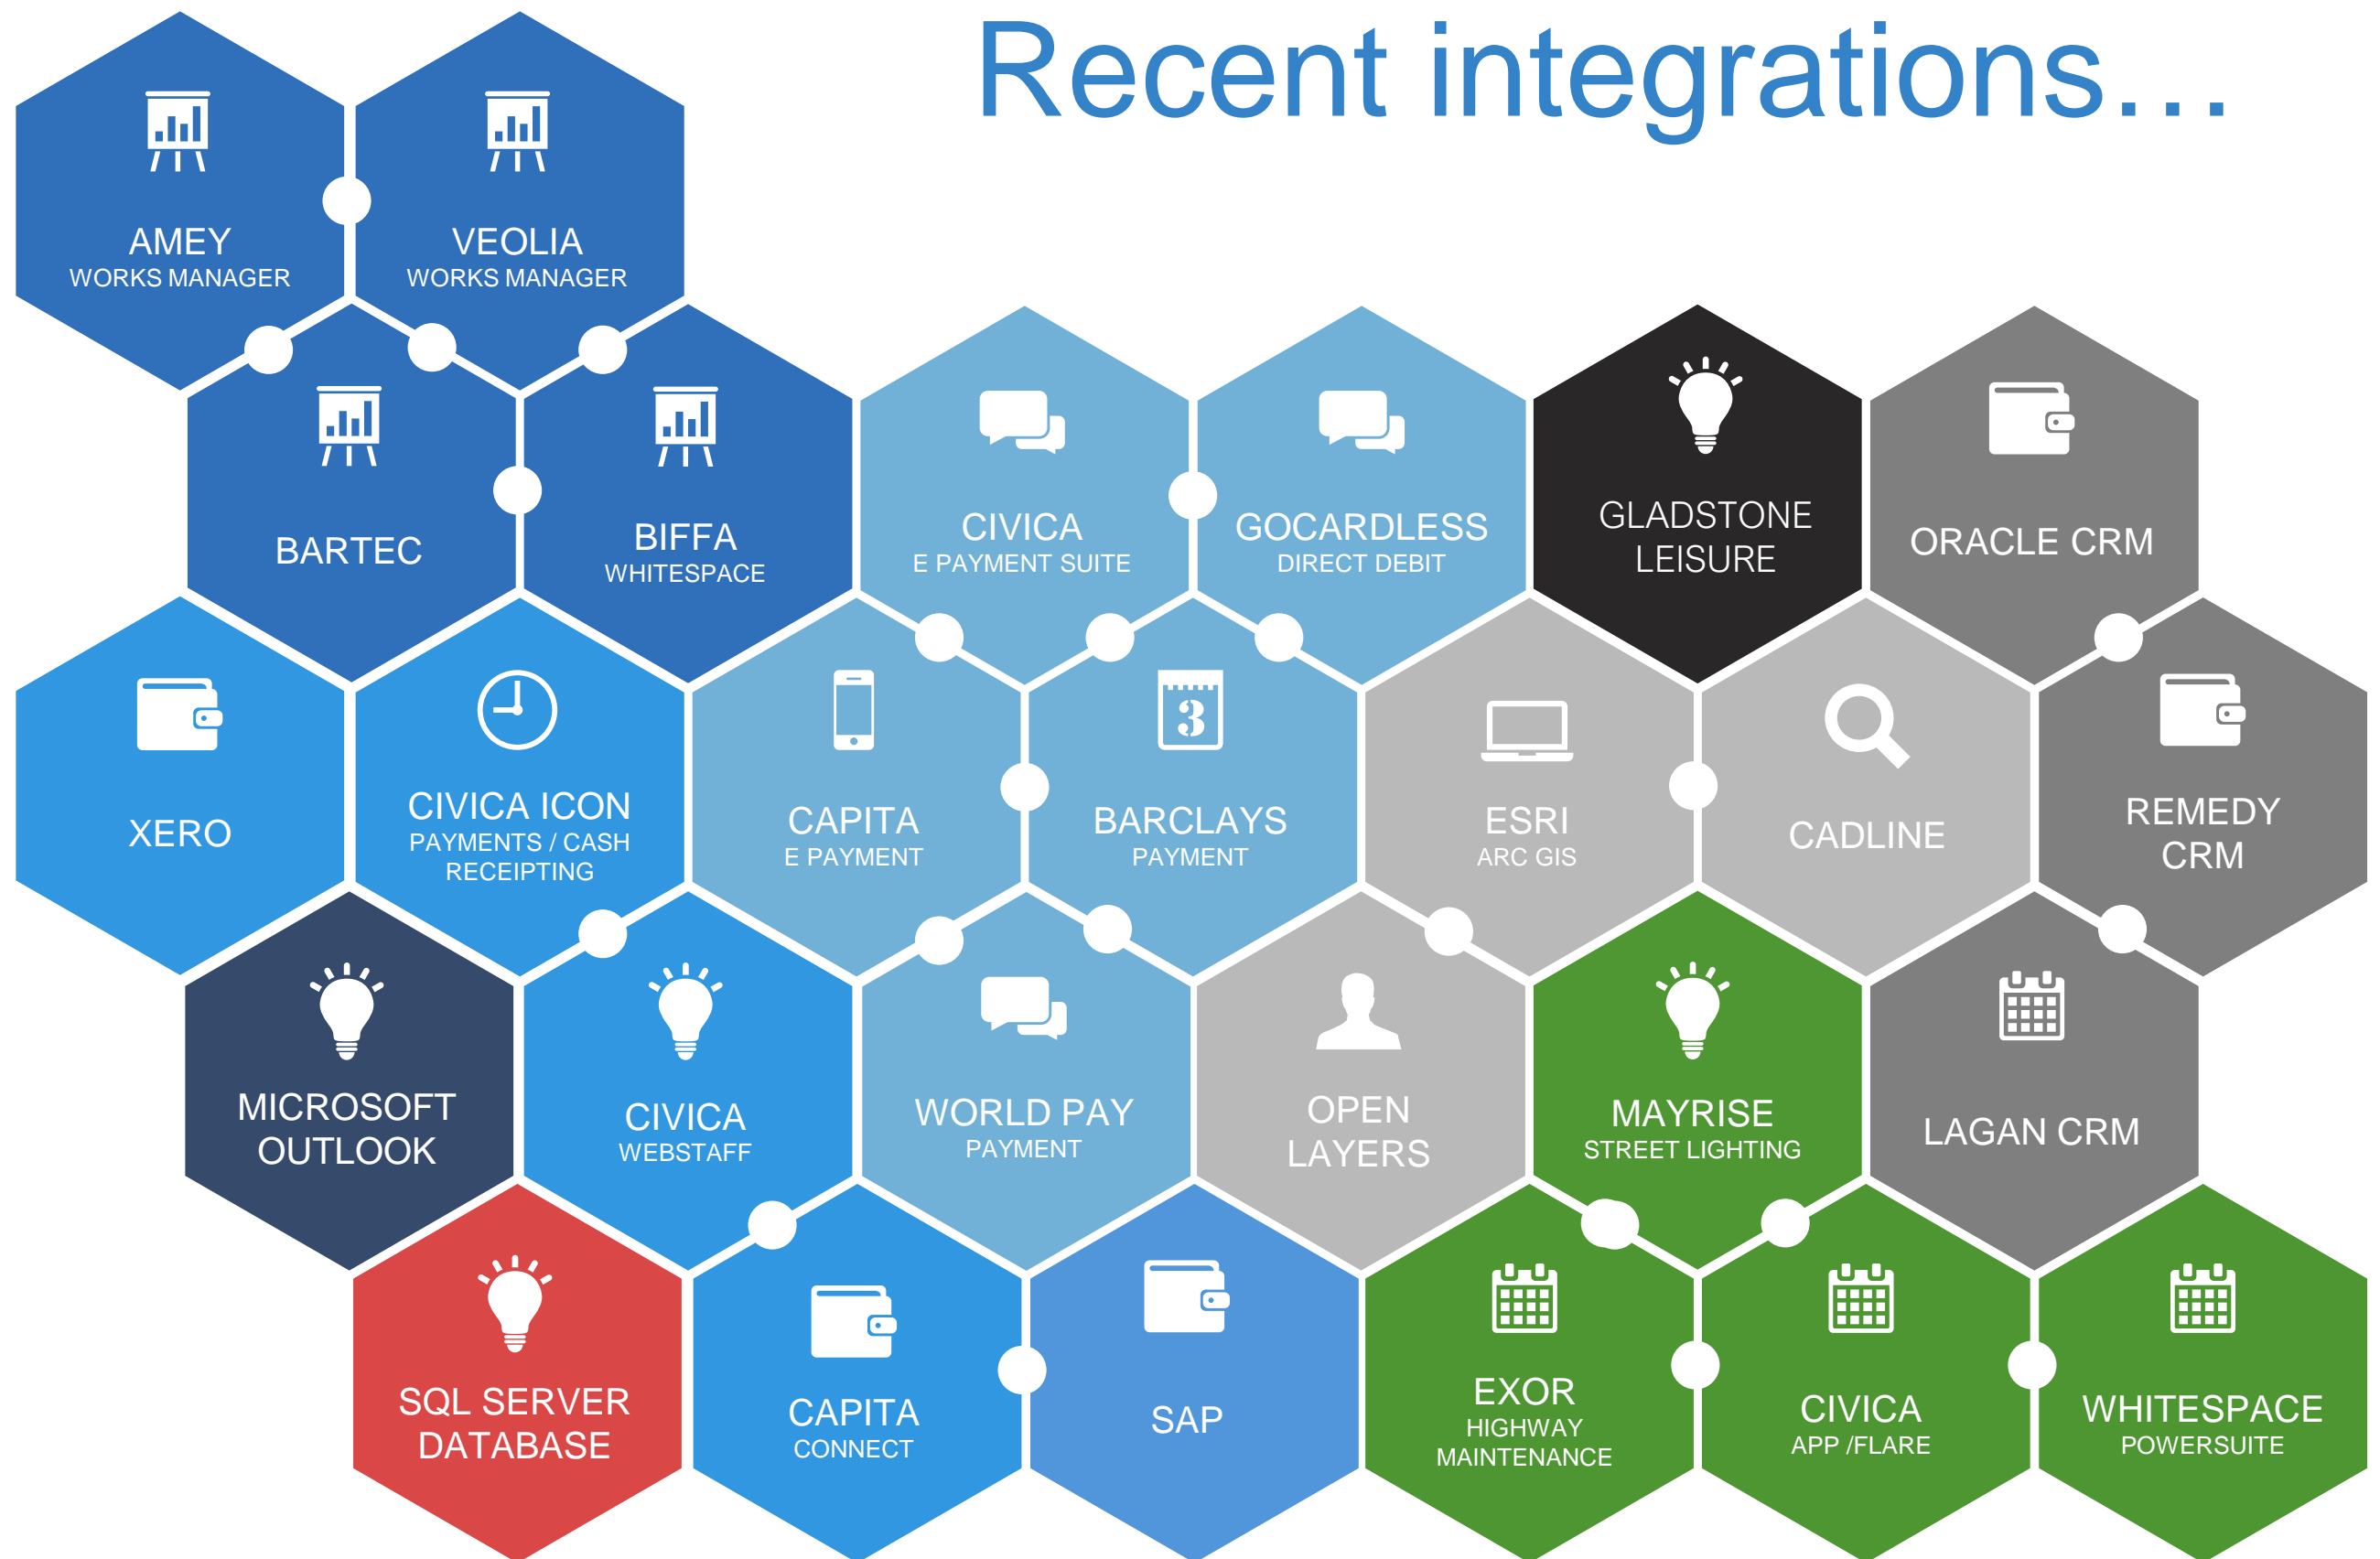 Recent integrations...
AMEY
WORKS MANAGER
VEOLIA
WORKS MANAGER
BARTEC
BIFFA
WHITESPACE
CIVICA
E PAYMENT SUITE
GOCARDLESS
DIRECT DEBIT
GLADSTONE
LEISURE
ORACLE CRM
XERO
CIVICA ICON
PAYMENTS / CASH
RECEIPTING
CAPITA
E PAYMENT
3
BARCLAYS
PAYMENT
ESRI
ARC GIS
CADLINE
REMEDY
CRM
MICROSOFT
OUTLOOK
CIVICA
WEBSTAFF
WORLD PAY
PAYMENT
OPEN
LAYERS
MAYRISE
STREET LIGHTING
LAGAN CRM
SQL SERVER
DATABASE
CAPITA
CONNECT
SAP
EXOR
HIGHWAY
MAINTENANCE
CIVICA
APP /FLARE
WHITESPACE
POWERSUITE